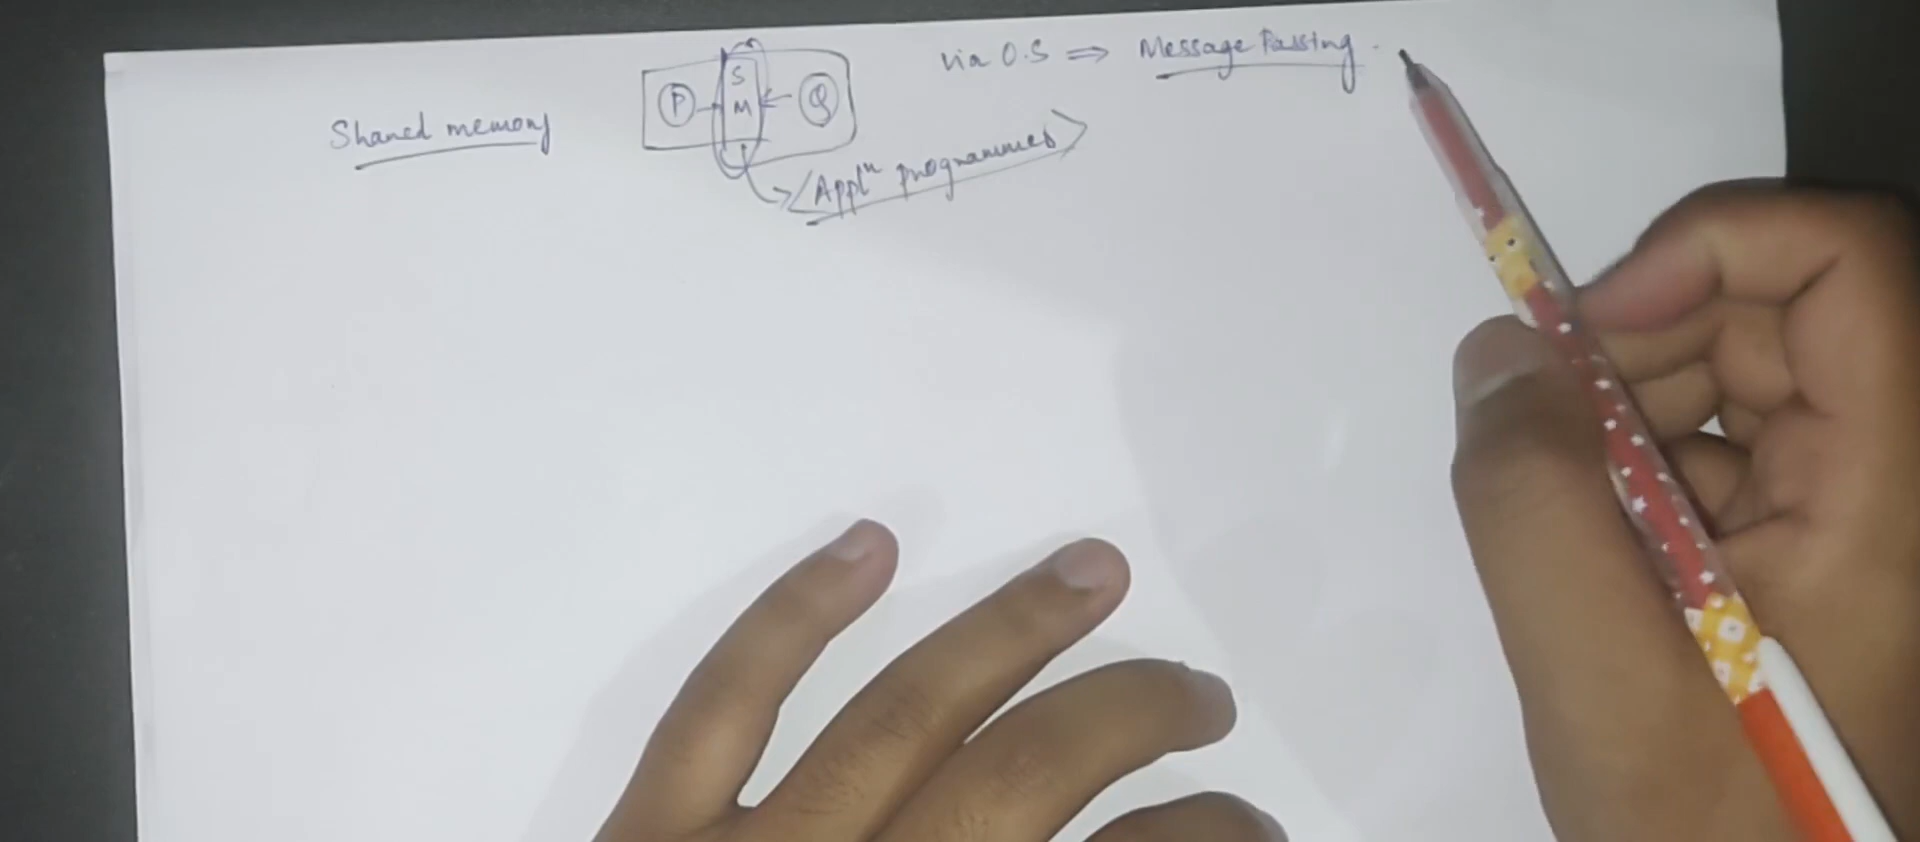 via O.S ⇒ Message Passing.
P → S M ← Q
Shared memory
<Applⁿ programmes>